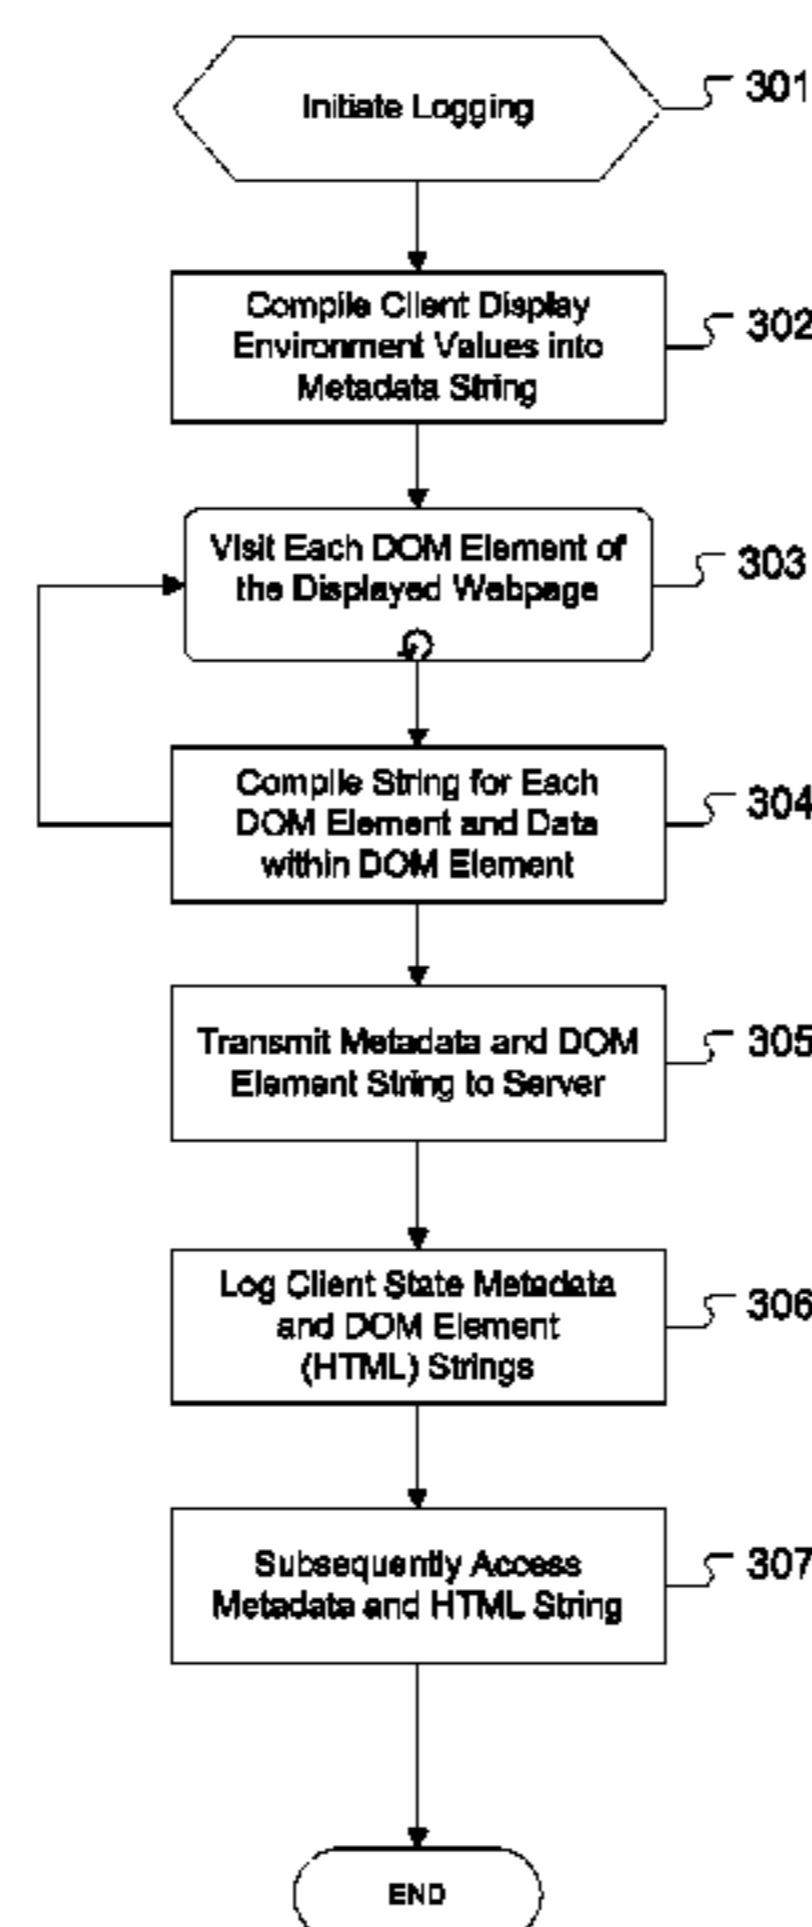 Initiate Logging
301
Compile Client Display
Environment Values into
Metadata String
302
Visit Each DOM Element of
the Displayed Webpage
303
Compile String for Each
DOM Element and Data
within DOM Element
304
Transmit Metadata and DOM
Element String to Server
305
Log Client State Metadata
and DOM Element
(HTML) Strings
306
Subsequently Access
Metadata and HTML String
307
END